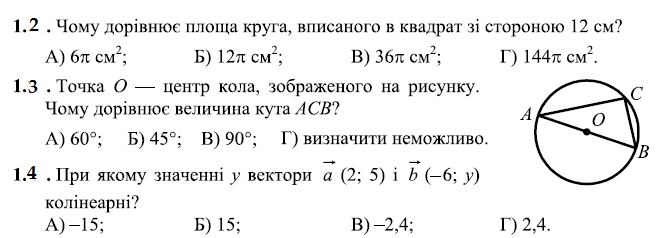 1.2 . Чому дорівнює площа круга, вписаного в квадрат зі стороною 12 см?
А) 6π см²; Б) 12π см²; В) 36π см²; Г) 144π см².
1.3 . Точка O — центр кола, зображеного на рисунку.
Чому дорівнює величина кута ACB?
А) 60°; Б) 45°; В) 90°; Г) визначити неможливо.
A O C B
1.4 . При якому значенні y вектори a⃗ (2; 5) і b⃗ (–6; y)
колінеарні?
А) –15; Б) 15; В) –2,4; Г) 2,4.